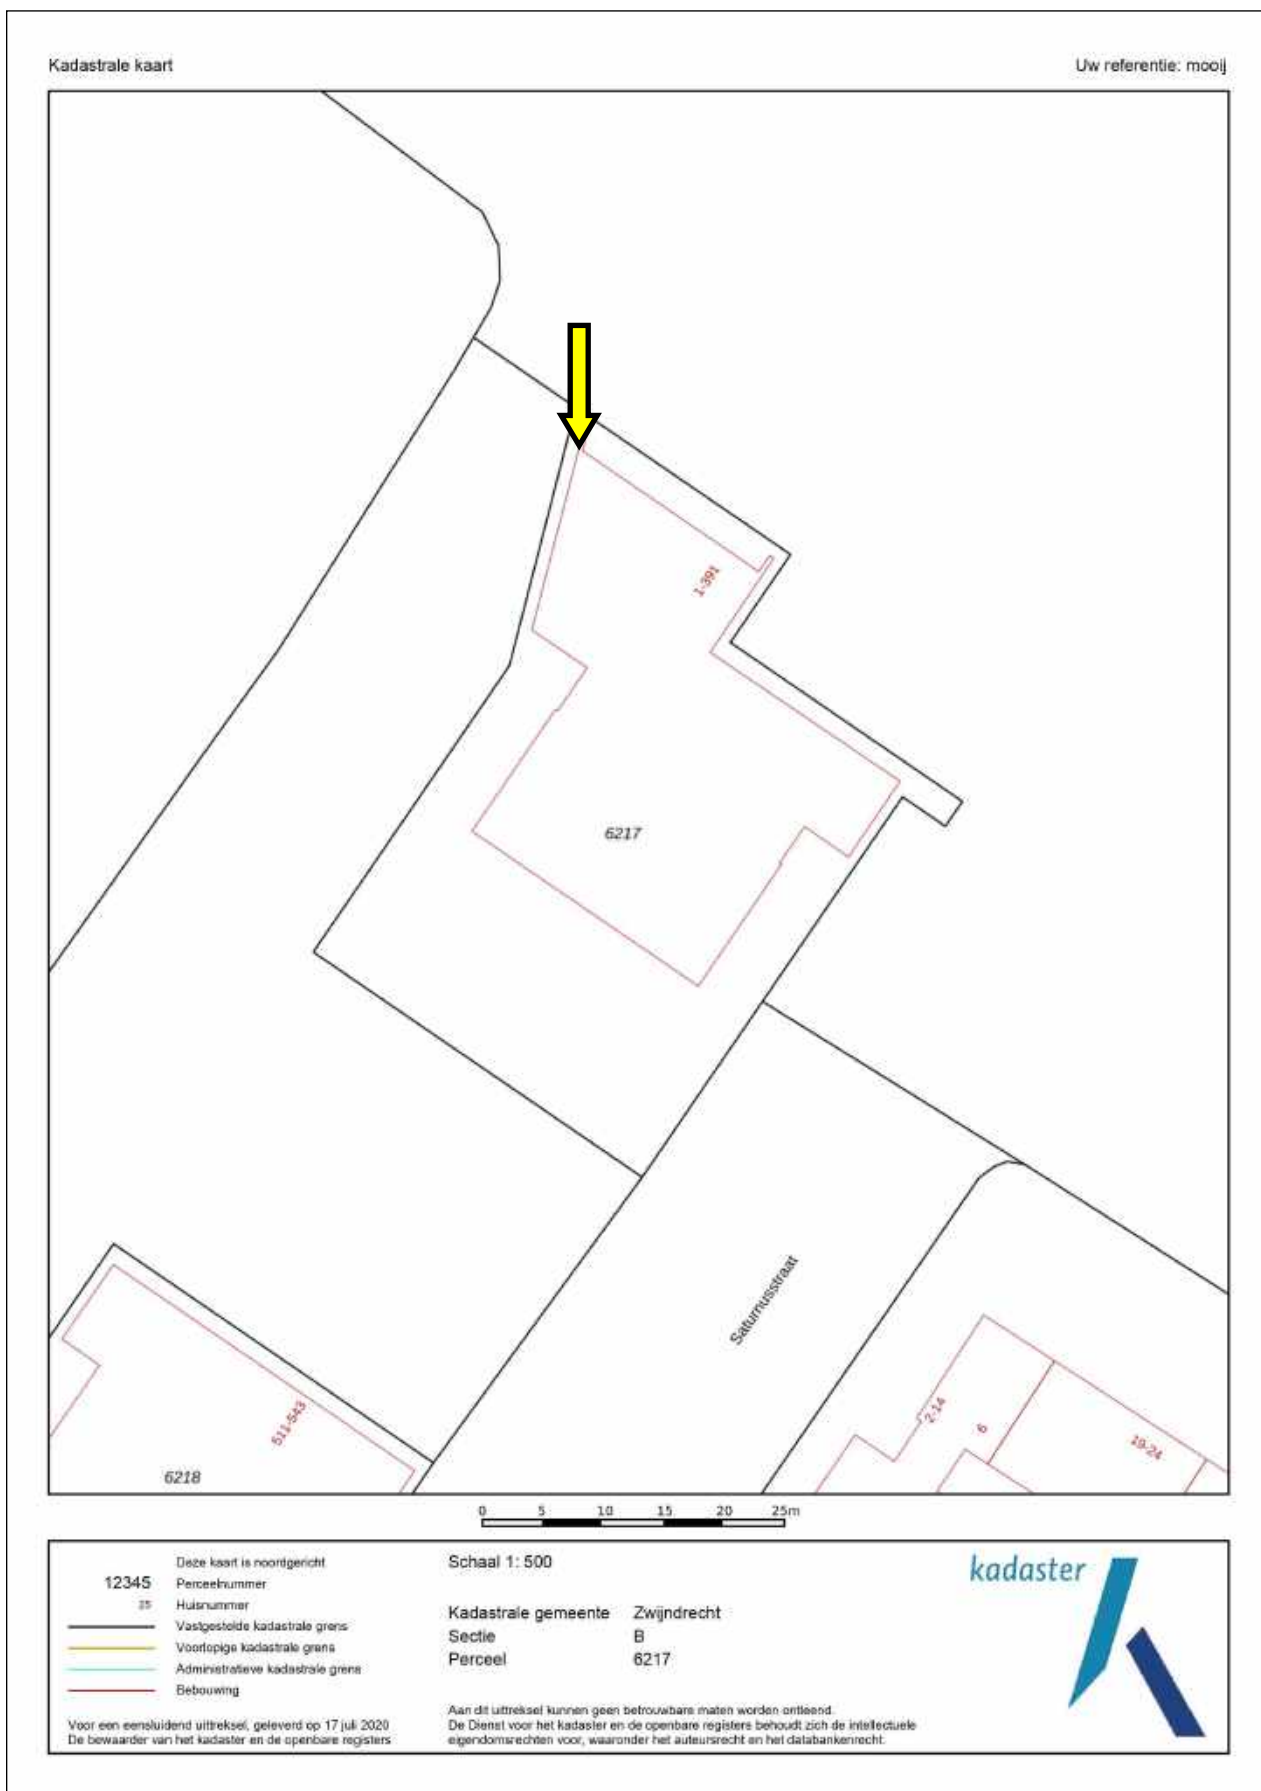 Kadastrale kaart
Uw referentie: mooij
1-391
6217
Saturnusstraat
511-543
6218
2-14
6
19-24
0 5 10 15 20 25m
Deze kaart is noordgericht
12345 Perceelnummer
25 Huisnummer
Vastgestelde kadastrale grens
Voorlopige kadastrale grens
Administratieve kadastrale grens
Bebouwing
Voor een eensluidend uittreksel, geleverd op 17 juli 2020
De bewaarder van het kadaster en de openbare registers
Schaal 1: 500
Kadastrale gemeente Zwijndrecht
Sectie B
Perceel 6217
Aan dit uittreksel kunnen geen betrouwbare maten worden ontleend.
De Dienst voor het kadaster en de openbare registers behoudt zich de intellectuele
eigendomsrechten voor, waaronder het auteursrecht en het databankenrecht.
kadaster